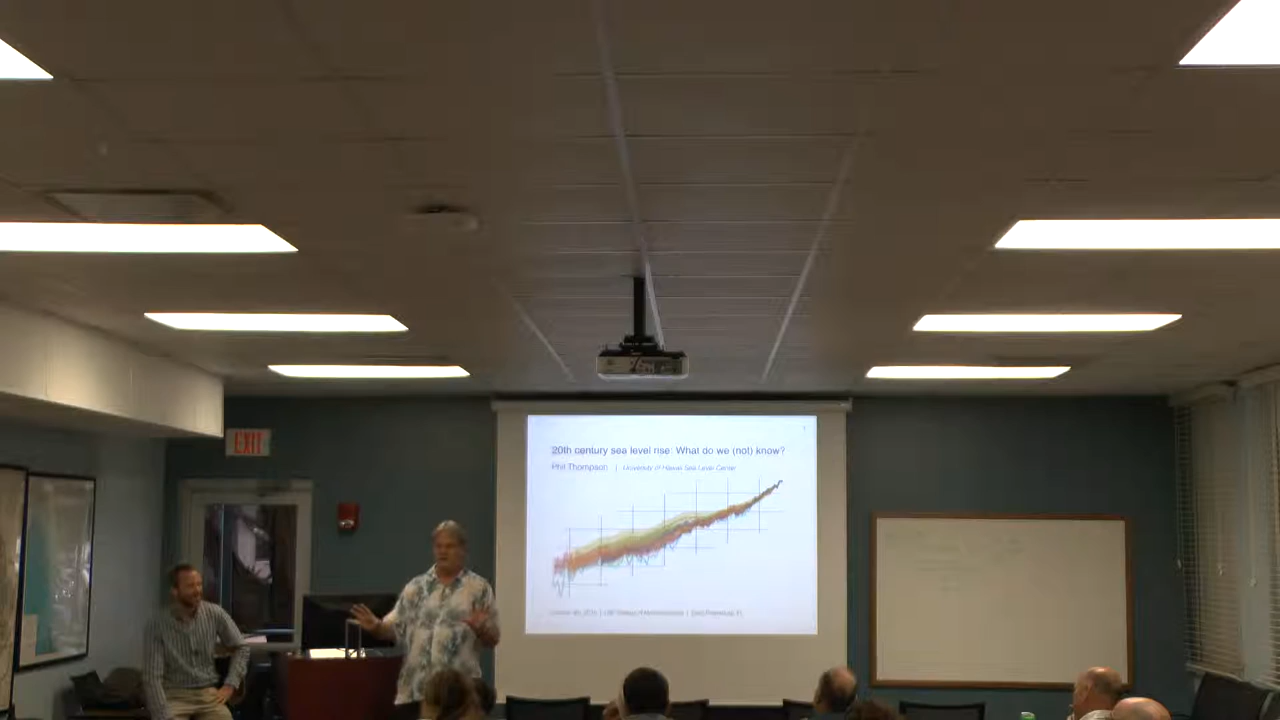 EXIT
20th century sea level rise: What do we (not) know?
Phil Thompson | University of Hawaii Sea Level Center